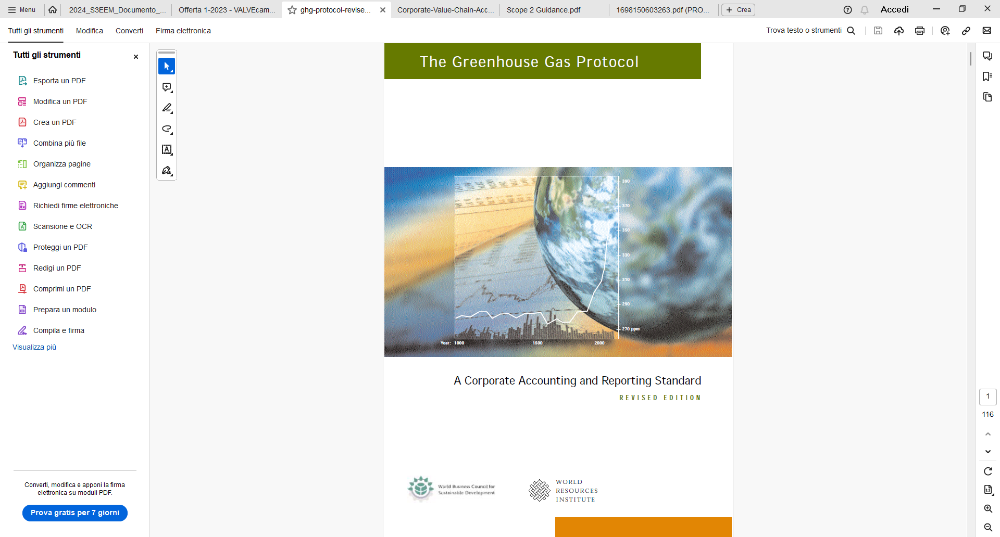 Menu
2024_S3EEM_Documento_...
Offerta 1-2023 - VALVEcam...
ghg-protocol-revise...
Corporate-Value-Chain-Acc...
Scope 2 Guidance.pdf
1698150603263.pdf (PRO...
Crea
Accedi
Tutti gli strumenti
Modifica
Converti
Firma elettronica
Trova testo o strumenti
Tutti gli strumenti
Esporta un PDF
Modifica un PDF
Crea un PDF
Combina più file
Organizza pagine
Aggiungi commenti
Richiedi firme elettroniche
Scansione e OCR
Proteggi un PDF
Redigi un PDF
Comprimi un PDF
Prepara un modulo
Compila e firma
Visualizza più
Converti, modifica e apponi la firma
elettronica su moduli PDF.
Prova gratis per 7 giorni
The Greenhouse Gas Protocol
390
370
350
330
310
290
270 ppm
Year: 1000 1500 2000
A Corporate Accounting and Reporting Standard
REVISED EDITION
World Business Council for
Sustainable Development
WORLD
RESOURCES
INSTITUTE
1
116